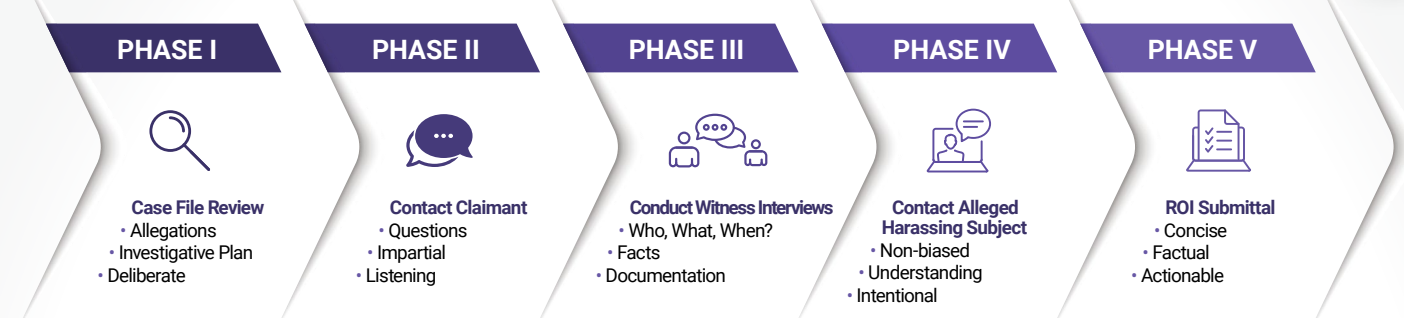 PHASE I
Case File Review
• Allegations
• Investigative Plan
• Deliberate
PHASE II
Contact Claimant
• Questions
• Impartial
• Listening
PHASE III
Conduct Witness Interviews
• Who, What, When?
• Facts
• Documentation
PHASE IV
Contact Alleged
Harassing Subject
• Non-biased
• Understanding
• Intentional
PHASE V
ROI Submittal
• Concise
• Factual
• Actionable